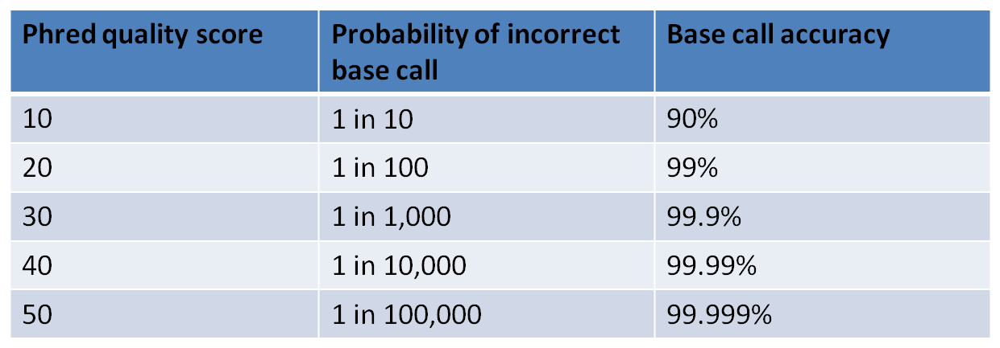 Phred quality score Probability of incorrect base call Base call accuracy
10 1 in 10 90%
20 1 in 100 99%
30 1 in 1,000 99.9%
40 1 in 10,000 99.99%
50 1 in 100,000 99.999%